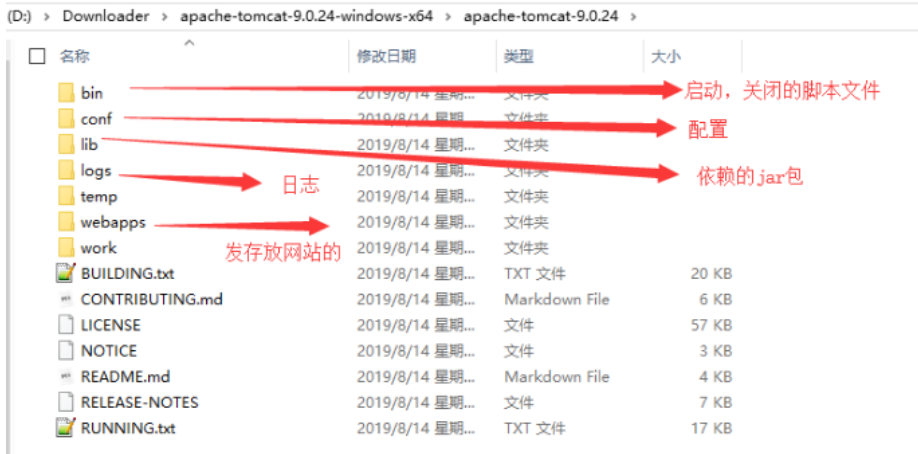 (D:) > Downloader > apache-tomcat-9.0.24-windows-x64 > apache-tomcat-9.0.24 >
名称 修改日期 类型 大小
bin 2019/8/14 星期... 文件夹 启动，关闭的脚本文件
conf 2019/8/14 星期... 文件夹 配置
lib 2019/8/14 星期... 文件夹
logs 2019/8/14 星期... 文件夹 依赖的jar包
日志
temp 2019/8/14 星期... 文件夹
webapps 2019/8/14 星期... 文件夹
work 2019/8/14 星期... 文件夹
发存放网站的
BUILDING.txt 2019/8/14 星期... TXT 文件 20 KB
CONTRIBUTING.md 2019/8/14 星期... Markdown File 6 KB
LICENSE 2019/8/14 星期... 文件 57 KB
NOTICE 2019/8/14 星期... 文件 3 KB
README.md 2019/8/14 星期... Markdown File 4 KB
RELEASE-NOTES 2019/8/14 星期... 文件 7 KB
RUNNING.txt 2019/8/14 星期... TXT 文件 17 KB